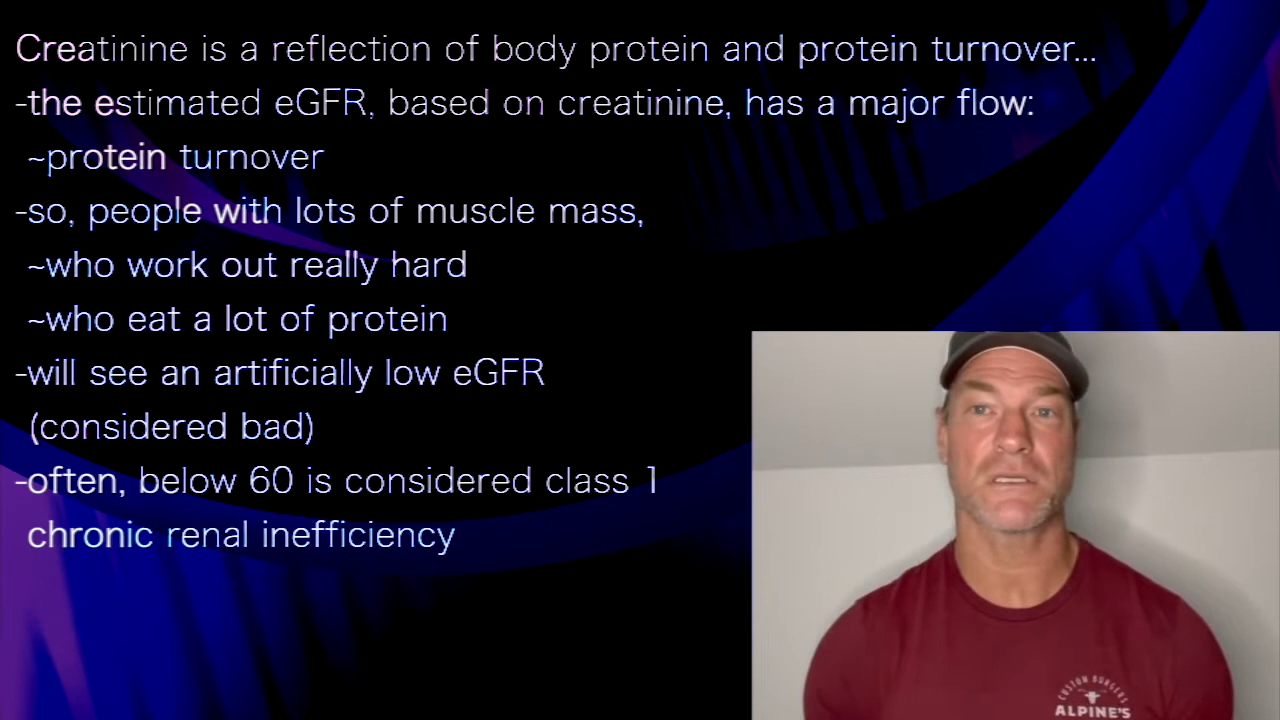 Creatinine is a reflection of body protein and protein turnover...
-the estimated eGFR, based on creatinine, has a major flow:
~protein turnover
-so, people with lots of muscle mass,
~who work out really hard
~who eat a lot of protein
-will see an artificially low eGFR
(considered bad)
-often, below 60 is considered class 1
chronic renal inefficiency
CUSTOM BURGERS
ALPINE'S